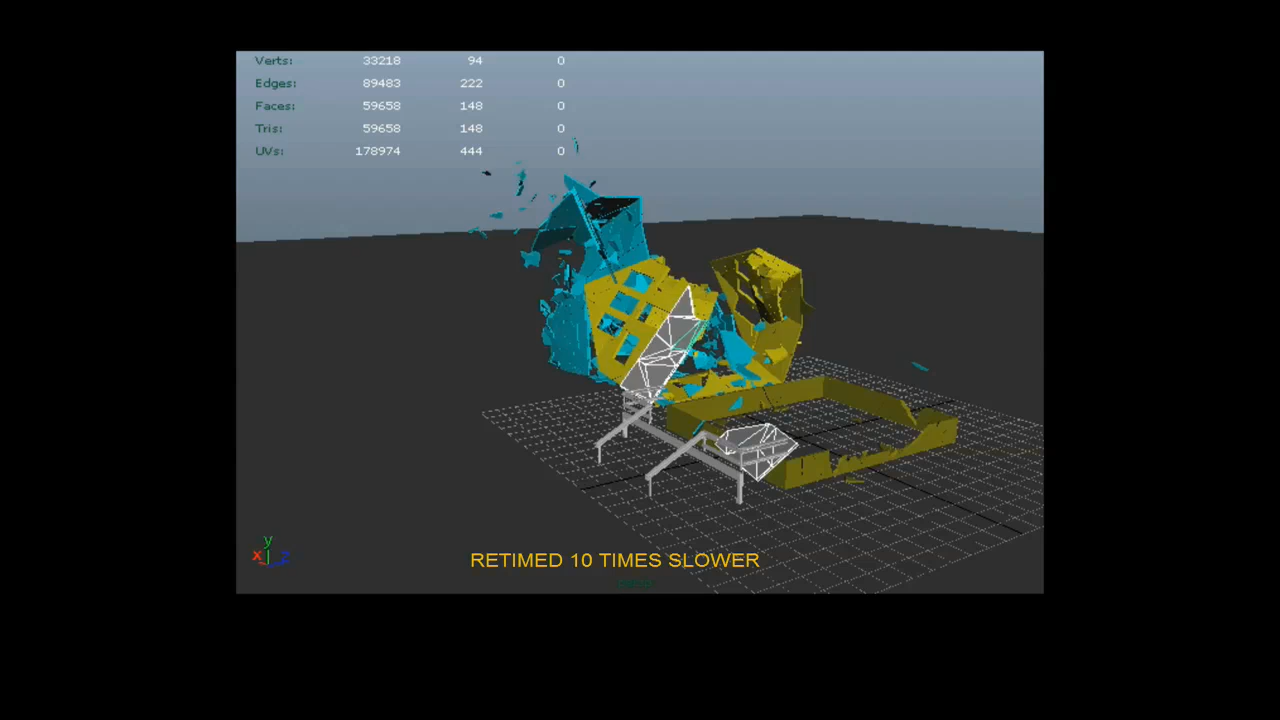 Verts: 33218 94 0
Edges: 89483 222 0
Faces: 59658 148 0
Tris: 59658 148 0
UVs: 178974 444 0
y
x z
RETIMED 10 TIMES SLOWER